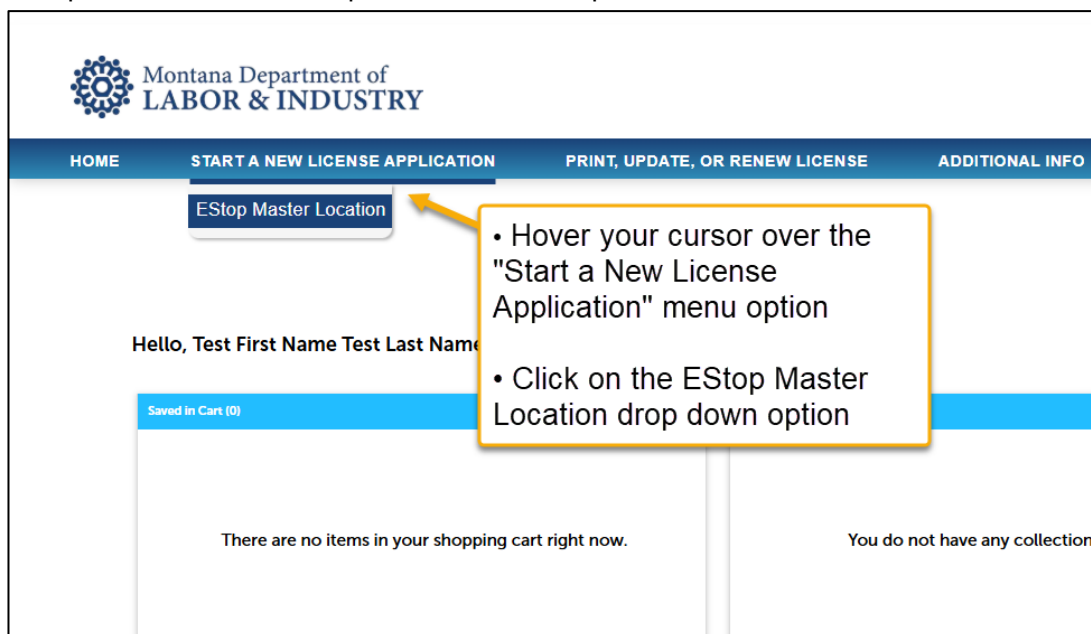 Montana Department of
LABOR & INDUSTRY
HOME START A NEW LICENSE APPLICATION PRINT, UPDATE, OR RENEW LICENSE ADDITIONAL INFO
EStop Master Location
• Hover your cursor over the
"Start a New License
Application" menu option
• Click on the EStop Master
Location drop down option
Hello, Test First Name Test Last Name
Saved in Cart (0)
There are no items in your shopping cart right now.
You do not have any collection